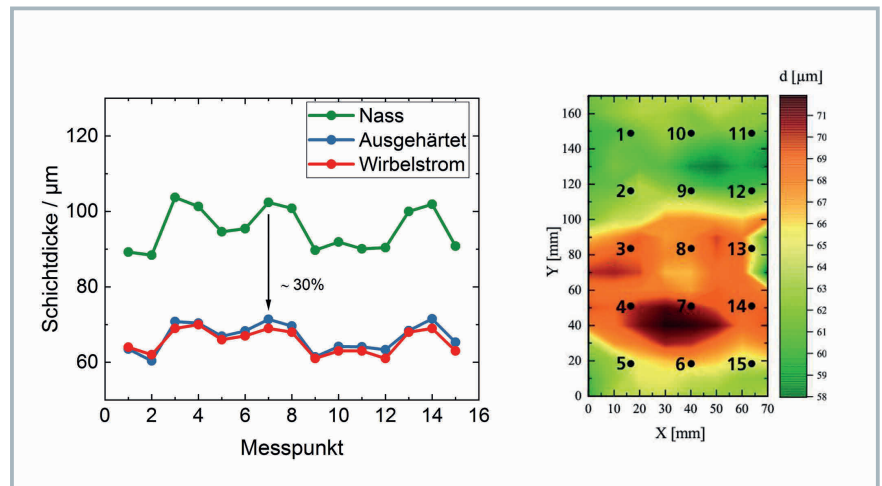 Nass
Ausgehärtet
Wirbelstrom
~ 30%
Schichtdicke / µm
120
100
80
60
0 2 4 6 8 10 12 14 16
Messpunkt
d [µm]
160
140
120
100
80
60
40
20
0
Y [mm]
1 10 11
2 9 12
3 8 13
4 7 14
5 6 15
0 10 20 30 40 50 60 70
X [mm]
71
70
69
68
67
66
65
64
63
62
61
60
59
58